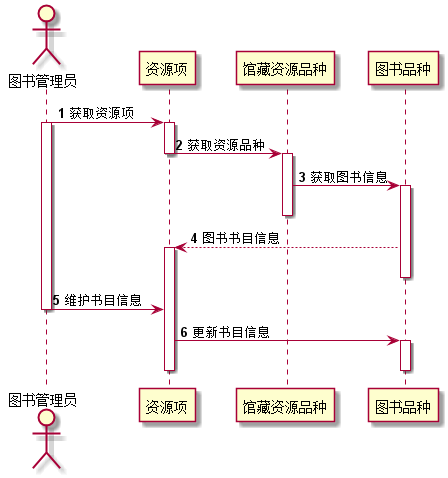 图书管理员
资源项
馆藏资源品种
图书品种
1 获取资源项
2 获取资源品种
3 获取图书信息
4 图书书目信息
5 维护书目信息
6 更新书目信息
图书管理员
资源项
馆藏资源品种
图书品种